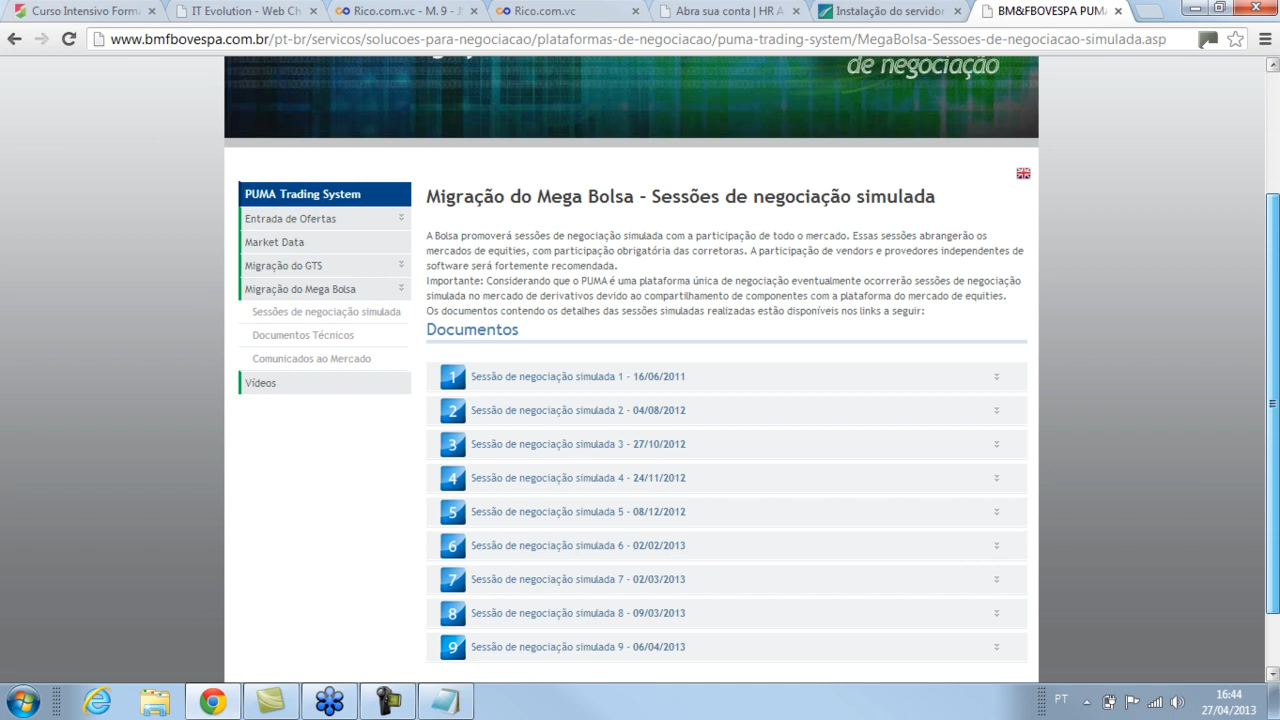 Curso Intensivo Forma
IT Evolution - Web Ch
Rico.com.vc - M. 9 - J
Rico.com.vc
Abra sua conta | HR A
Instalação do servidor
BM&FBOVESPA PUMA
www.bmfbovespa.com.br/pt-br/servicos/solucoes-para-negociacao/plataformas-de-negociacao/puma-trading-system/MegaBolsa-Sessoes-de-negociacao-simulada.asp
de negociação
PUMA Trading System
Entrada de Ofertas
Market Data
Migração do GTS
Migração do Mega Bolsa
Sessões de negociação simulada
Documentos Técnicos
Comunicados ao Mercado
Vídeos
Migração do Mega Bolsa - Sessões de negociação simulada
A Bolsa promoverá sessões de negociação simulada com a participação de todo o mercado. Essas sessões abrangerão os
mercados de equities, com participação obrigatória das corretoras. A participação de vendors e provedores independentes de
software será fortemente recomendada.
Importante: Considerando que o PUMA é uma plataforma única de negociação eventualmente ocorrerão sessões de negociação
simulada no mercado de derivativos devido ao compartilhamento de componentes com a plataforma do mercado de equities.
Os documentos contendo os detalhes das sessões simuladas realizadas estão disponíveis nos links a seguir:
Documentos
1 Sessão de negociação simulada 1 - 16/06/2011
2 Sessão de negociação simulada 2 - 04/08/2012
3 Sessão de negociação simulada 3 - 27/10/2012
4 Sessão de negociação simulada 4 - 24/11/2012
5 Sessão de negociação simulada 5 - 08/12/2012
6 Sessão de negociação simulada 6 - 02/02/2013
7 Sessão de negociação simulada 7 - 02/03/2013
8 Sessão de negociação simulada 8 - 09/03/2013
9 Sessão de negociação simulada 9 - 06/04/2013
PT
16:44
27/04/2013